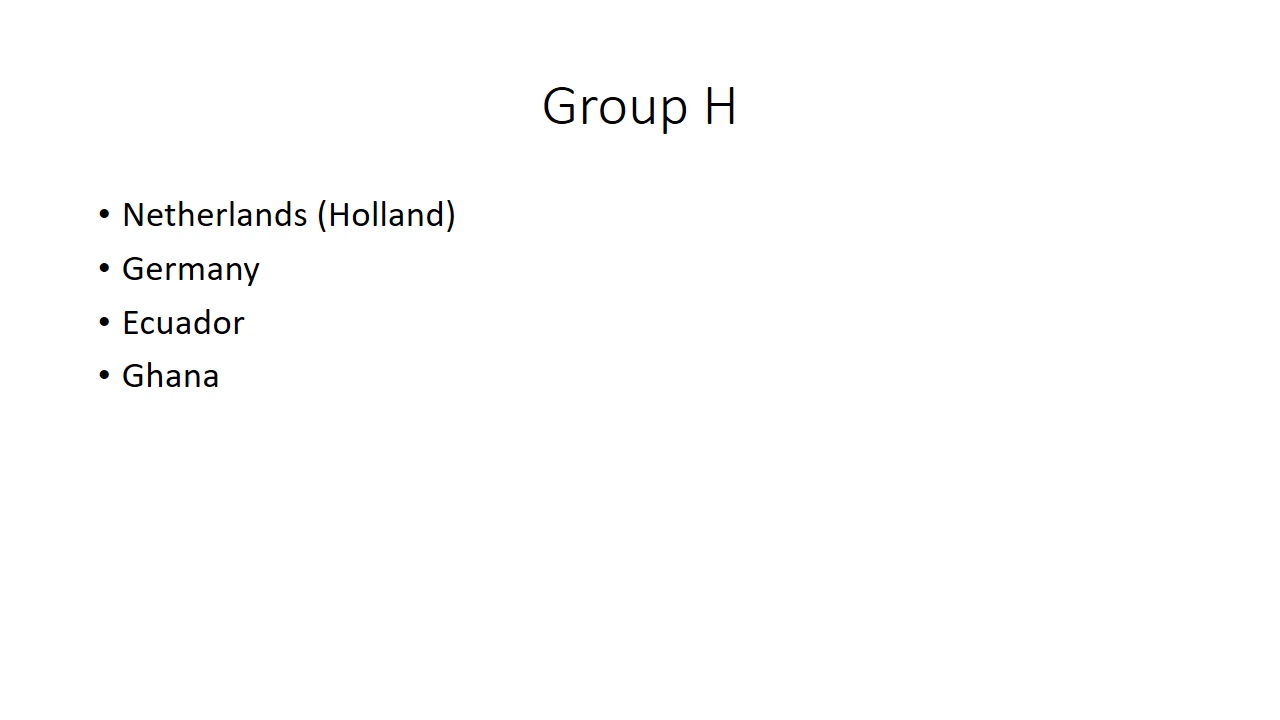 Group H
• Netherlands (Holland)
• Germany
• Ecuador
• Ghana